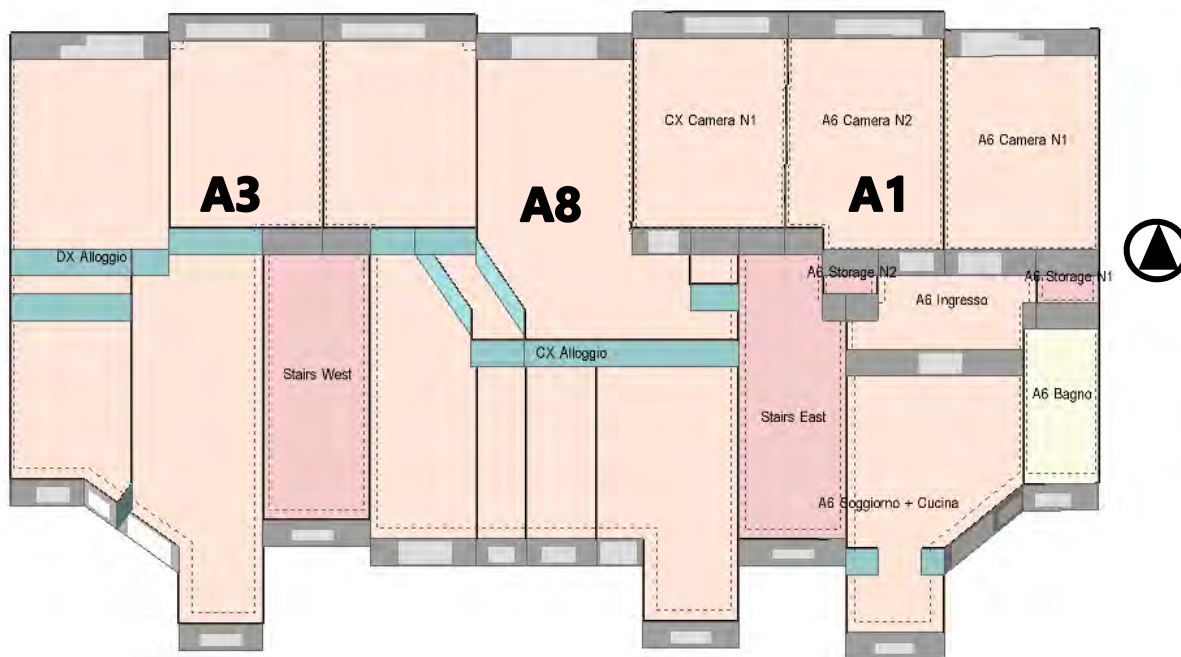 CX Camera N1
A6 Camera N2
A6 Camera N1
A3
A8
A1
DX Alloggio
A6 Storage N2
A6 Storage N1
A6 Ingresso
CX Alloggio
Stairs West
A6 Bagno
Stairs East
A6 Soggiorno + Cucina